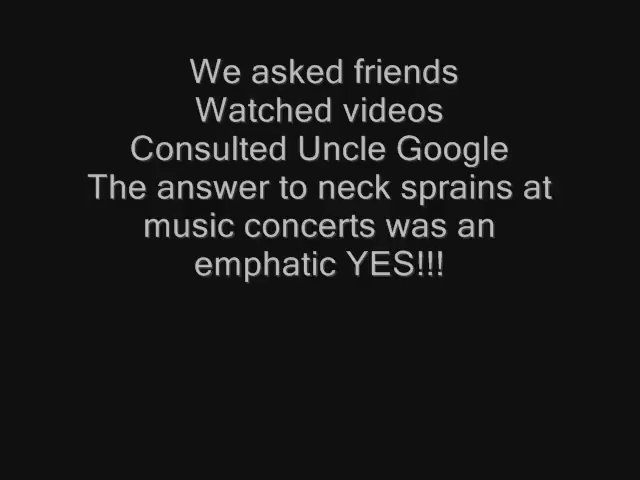 We asked friends
Watched videos
Consulted Uncle Google
The answer to neck sprains at
music concerts was an
emphatic YES!!!